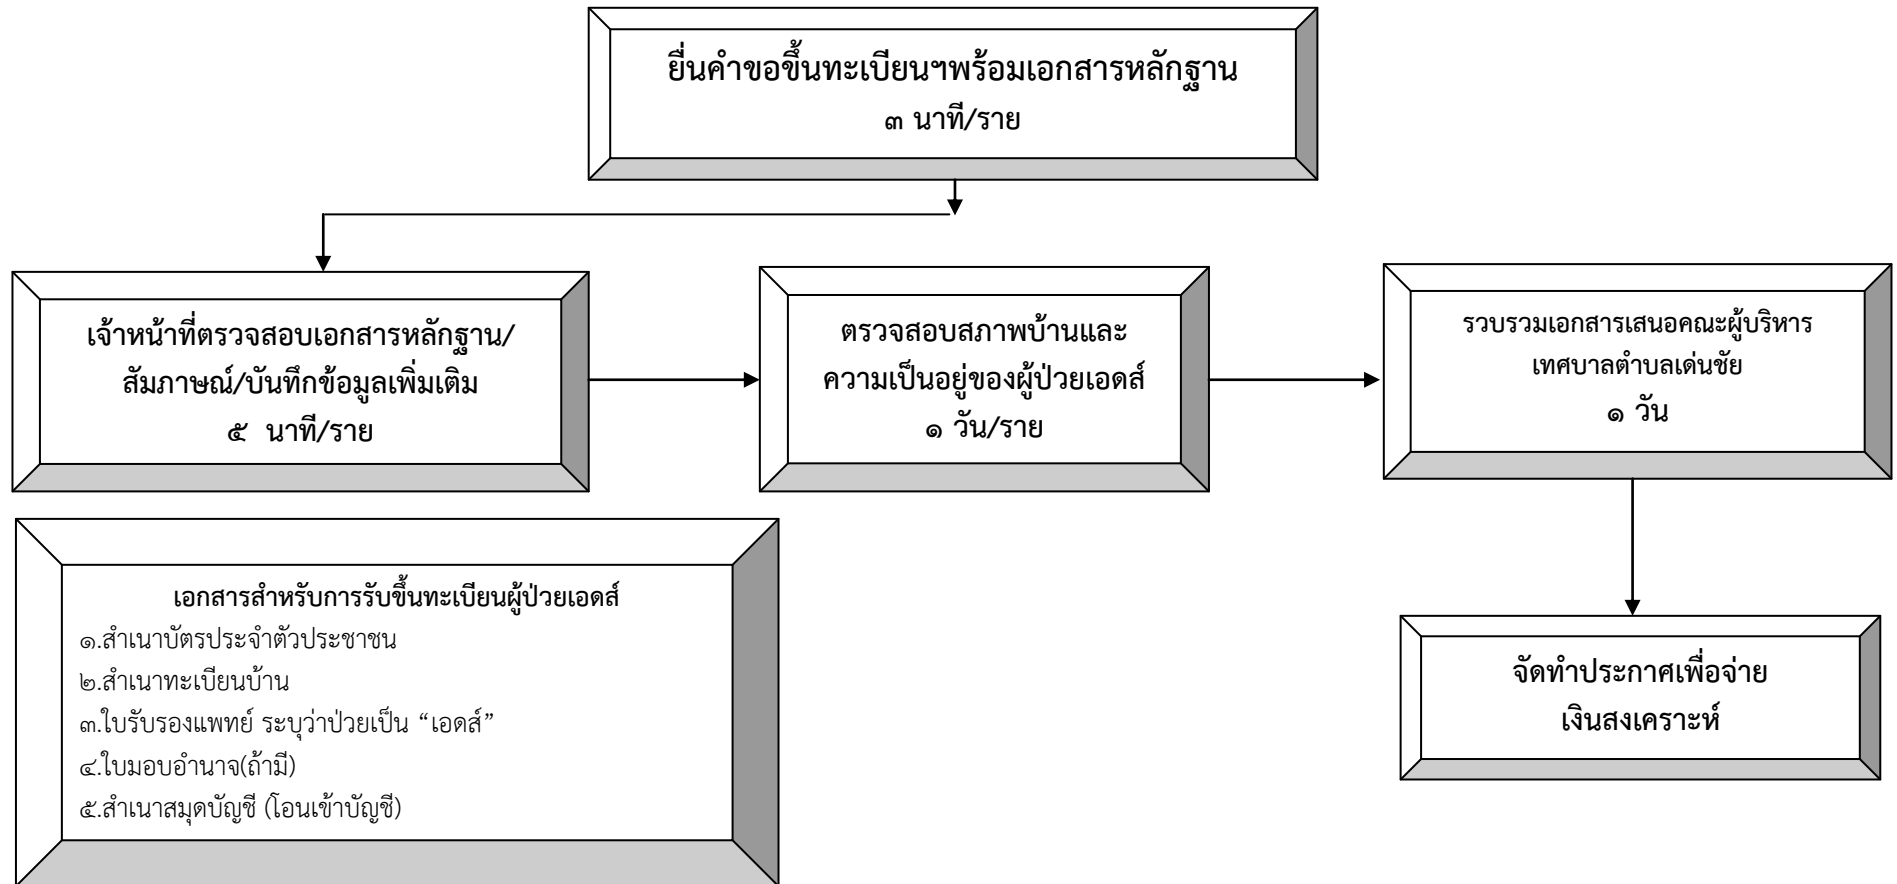 ยื่นคำขอขึ้นทะเบียนฯพร้อมเอกสารหลักฐาน
๓ นาที/ราย
เจ้าหน้าที่ตรวจสอบเอกสารหลักฐาน/
สัมภาษณ์/บันทึกข้อมูลเพิ่มเติม
๕ นาที/ราย
ตรวจสอบสภาพบ้านและ
ความเป็นอยู่ของผู้ป่วยเอดส์
๑ วัน/ราย
รวบรวมเอกสารเสนอคณะผู้บริหาร
เทศบาลตำบลเด่นชัย
๑ วัน
จัดทำประกาศเพื่อจ่าย
เงินสงเคราะห์
เอกสารสำหรับการรับขึ้นทะเบียนผู้ป่วยเอดส์
๑.สำเนาบัตรประจำตัวประชาชน
๒.สำเนาทะเบียนบ้าน
๓.ใบรับรองแพทย์ ระบุว่าป่วยเป็น “เอดส์”
๔.ใบมอบอำนาจ(ถ้ามี)
๕.สำเนาสมุดบัญชี (โอนเข้าบัญชี)